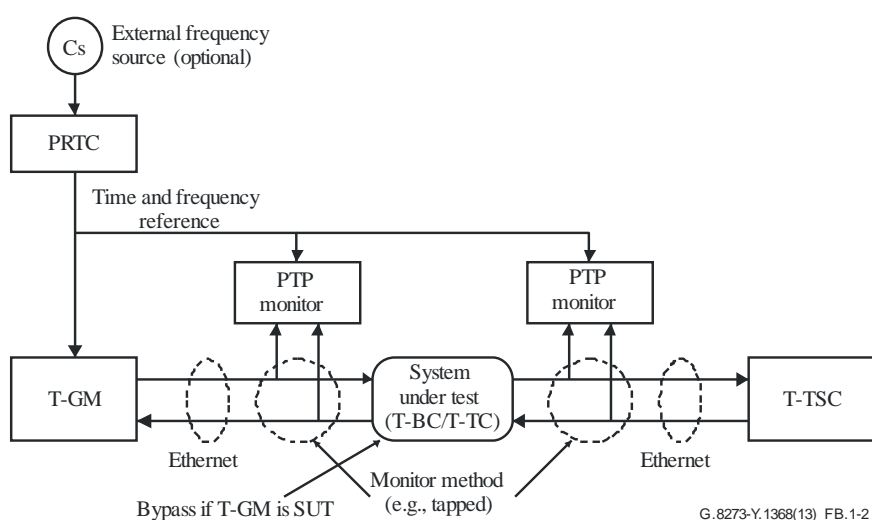 Cs
External frequency
source (optional)
PRTC
Time and frequency
reference
PTP
monitor
PTP
monitor
T-GM
System
under test
(T-BC/T-TC)
T-TSC
Ethernet
Monitor method
(e.g., tapped)
Ethernet
Bypass if T-GM is SUT
G.8273-Y.1368(13)_FB.1-2